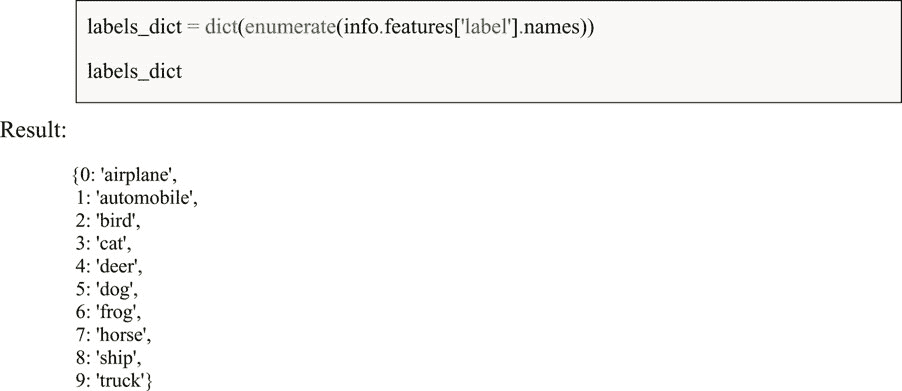 labels_dict = dict(enumerate(info.features['label'].names))
labels_dict
Result:
{0: 'airplane',
1: 'automobile',
2: 'bird',
3: 'cat',
4: 'deer',
5: 'dog',
6: 'frog',
7: 'horse',
8: 'ship',
9: 'truck'}